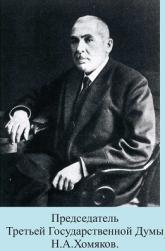 Председатель
Третьей Государственной Думы
Н.А.Хомяков.